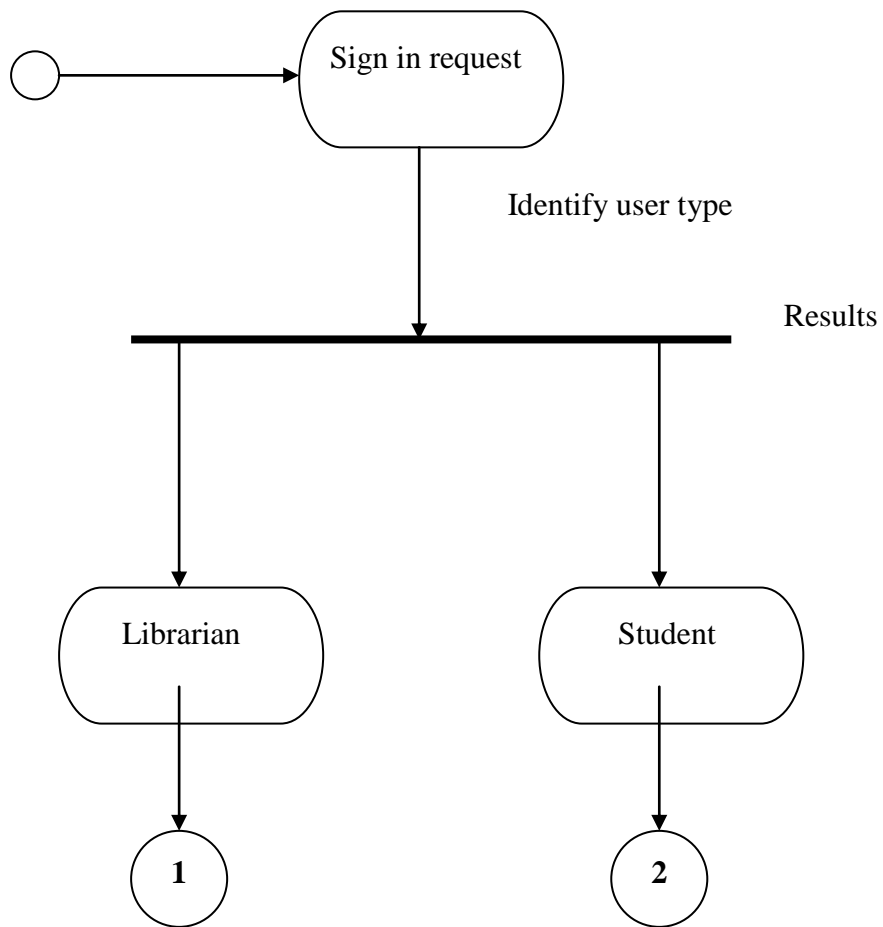 Sign in request
Identify user type
Results
Librarian
Student
1
2